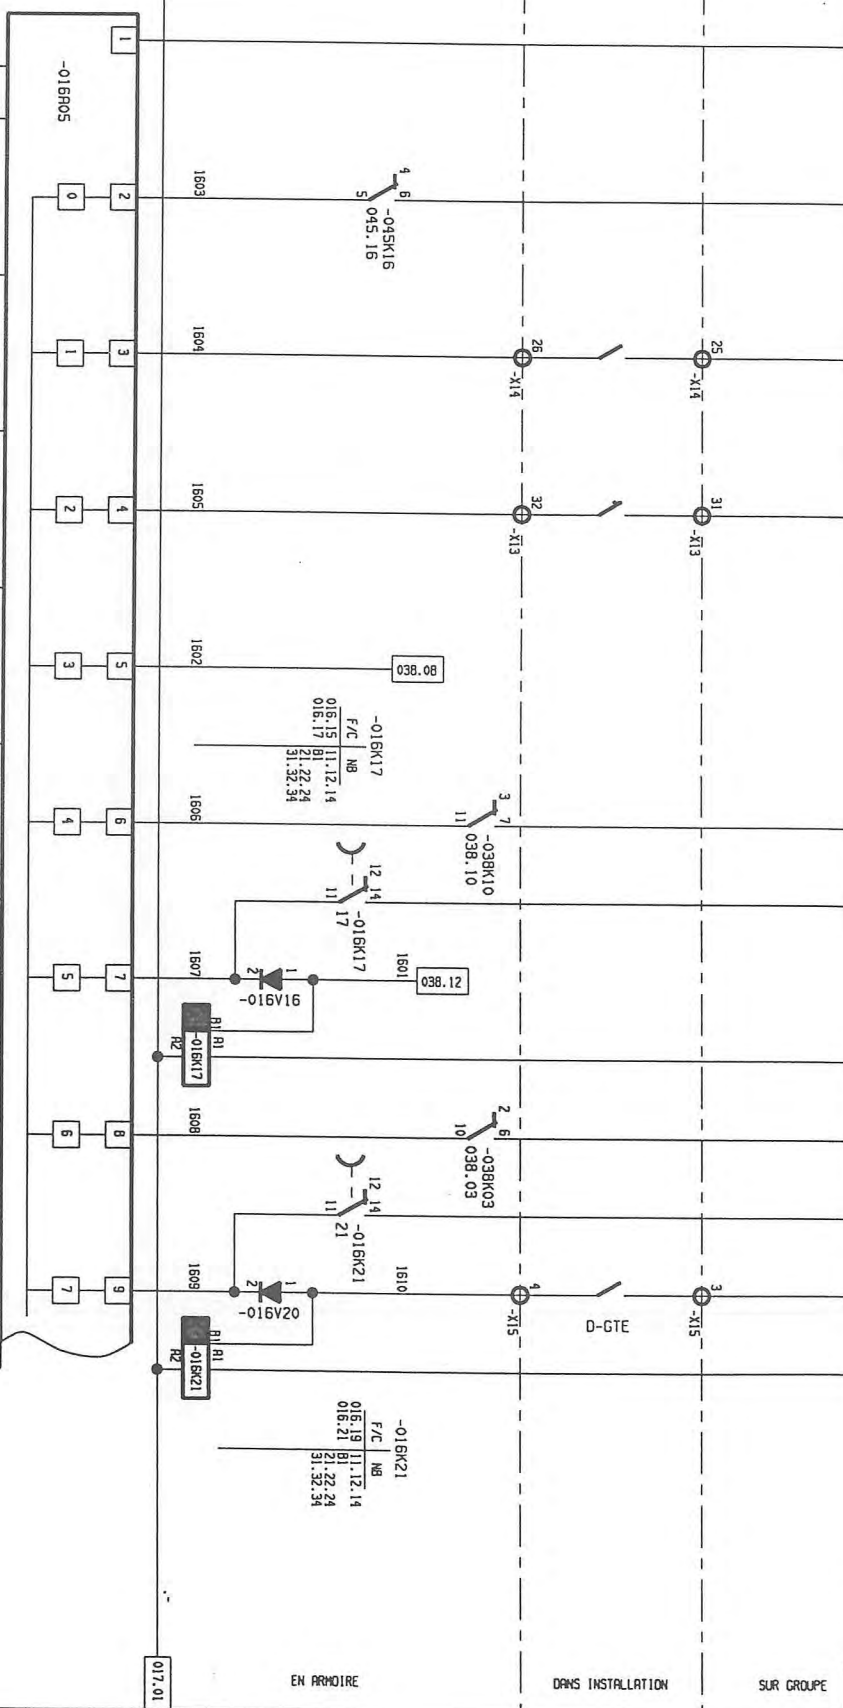 -016A05
1
0
2
1603
4
5
6
-045K16
045.16
1
3
1604
26
-X14
25
-X14
2
4
1605
32
-X13
31
-X13
3
5
1602
038.08
-016K17
F/C NB
016.15 11.12.14
016.17 B1
21.22.24
31.32.34
4
6
1606
3
11
7
-038K10
038.10
12
11
14
-016K17
17
5
7
1607
2
1
-016V16
1601
038.12
B1
A1
A2
-016K17
6
8
1608
2
10
6
-038K03
038.03
12
11
14
-016K21
21
7
9
1609
2
1
-016V20
1610
4
-X15
D-GTE
3
-X15
B1
A1
A2
-016K21
-016K21
F/C NB
016.19 11.12.14
016.21 B1
21.22.24
31.32.34
017.01
EN ARMOIRE
DANS INSTALLATION
SUR GROUPE